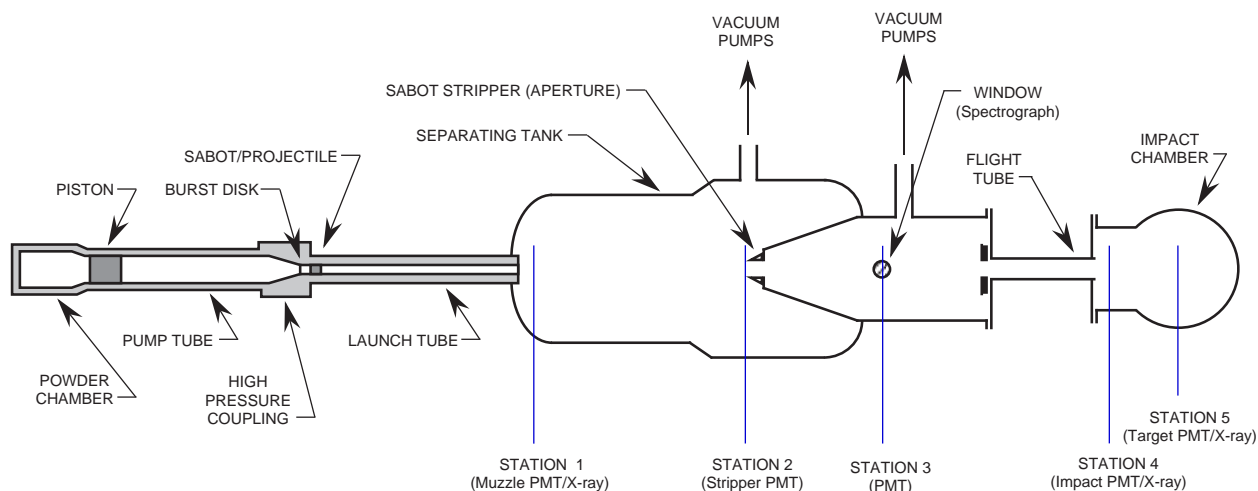 VACUUM
PUMPS
VACUUM
PUMPS
SABOT STRIPPER (APERTURE)
WINDOW
(Spectrograph)
SEPARATING TANK
IMPACT
CHAMBER
SABOT/PROJECTILE
FLIGHT
TUBE
PISTON
BURST DISK
PUMP TUBE
LAUNCH TUBE
POWDER
CHAMBER
HIGH
PRESSURE
COUPLING
STATION 5
(Target PMT/X-ray)
STATION 1
(Muzzle PMT/X-ray)
STATION 2
(Stripper PMT)
STATION 3
(PMT)
STATION 4
(Impact PMT/X-ray)